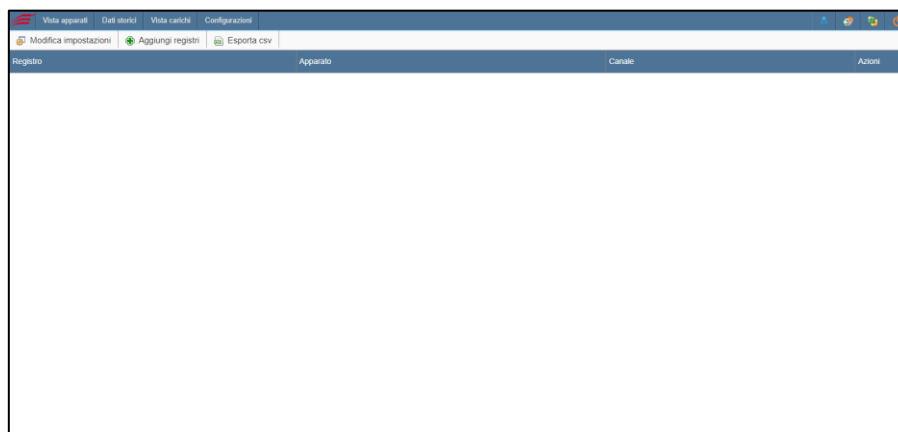 Vista apparati Dati storici Vista carichi Configurazioni
Modifica impostazioni Aggiungi registri Esporta csv
Registro Apparato Canale Azioni